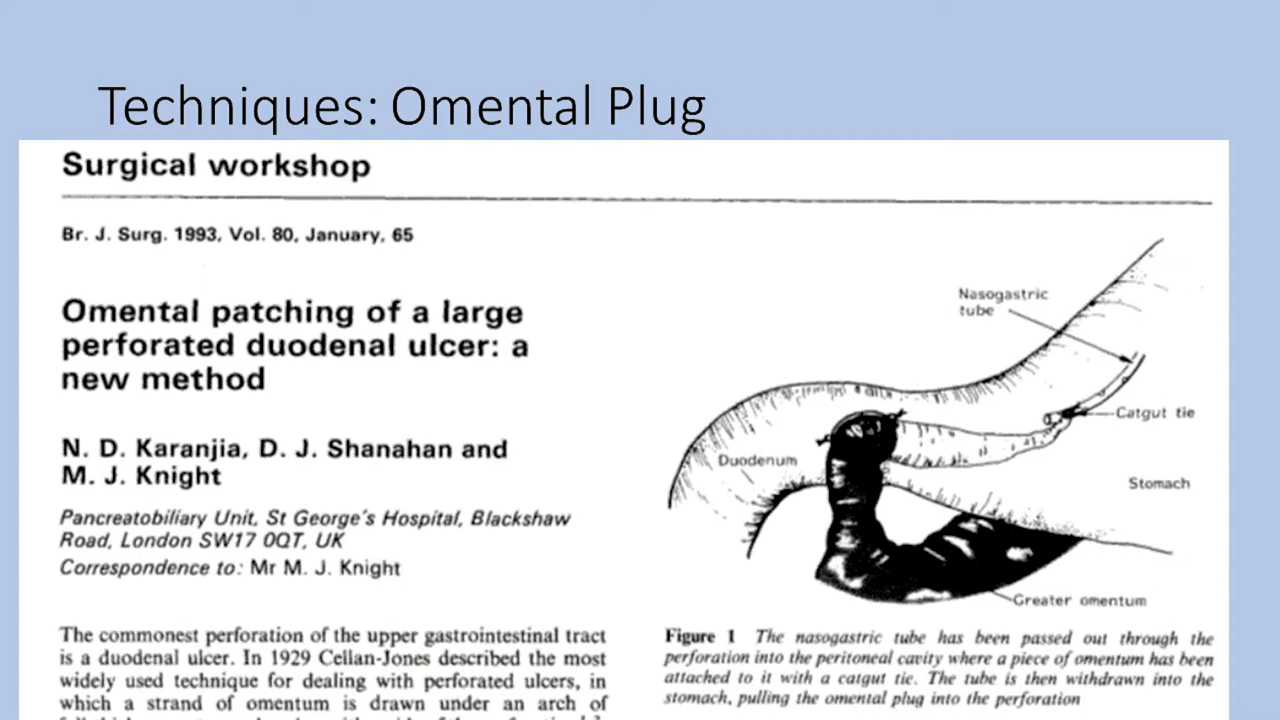 Techniques: Omental Plug
Surgical workshop
Br. J. Surg. 1993, Vol. 80, January, 65
Omental patching of a large
perforated duodenal ulcer: a
new method
N. D. Karanjia, D. J. Shanahan and
M. J. Knight
Pancreatobiliary Unit, St George's Hospital, Blackshaw
Road, London SW17 0QT, UK
Correspondence to: Mr M. J. Knight
The commonest perforation of the upper gastrointestinal tract
is a duodenal ulcer. In 1929 Cellan-Jones described the most
widely used technique for dealing with perforated ulcers, in
which a strand of omentum is drawn under an arch of
Nasogastric
tube
Catgut tie
Duodenum
Stomach
Greater omentum
Figure 1 The nasogastric tube has been passed out through the
perforation into the peritoneal cavity where a piece of omentum has been
attached to it with a catgut tie. The tube is then withdrawn into the
stomach, pulling the omental plug into the perforation